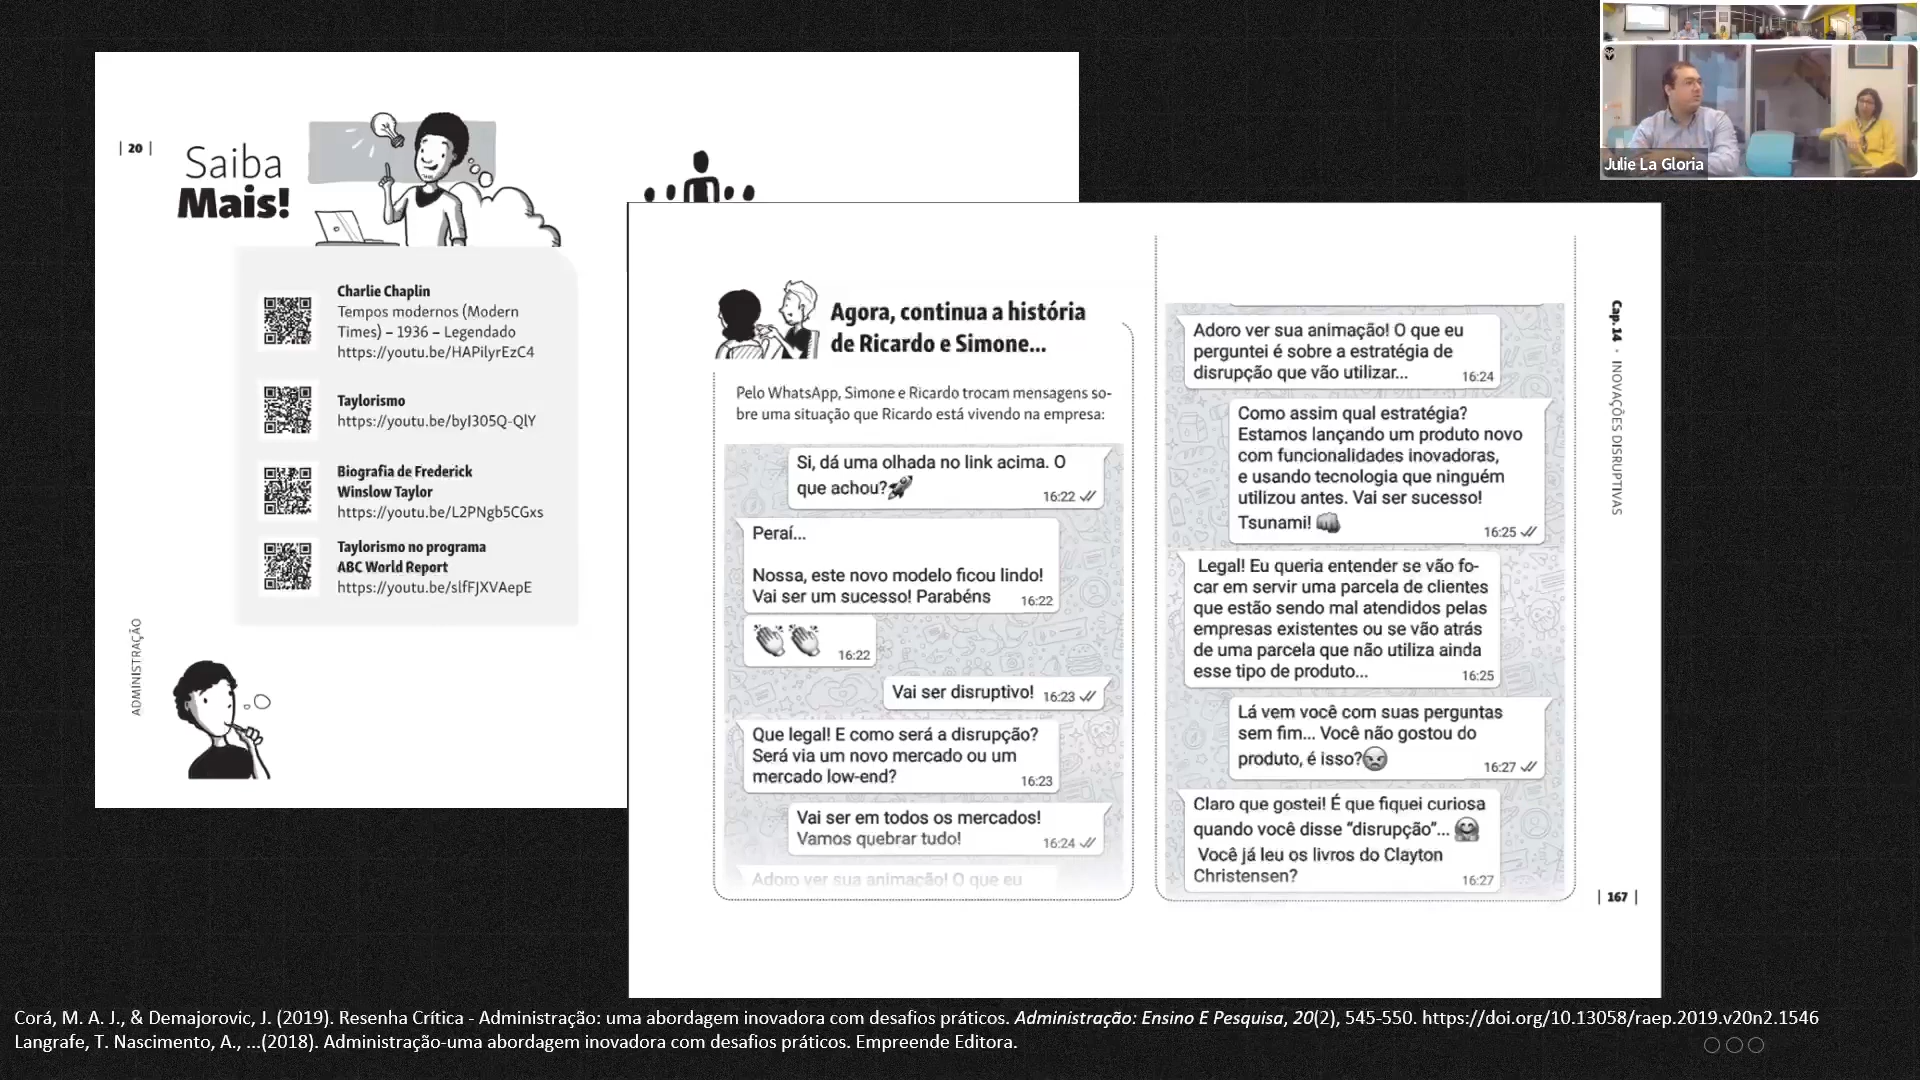 | 20 |
Saiba
Mais!
Charlie Chaplin
Tempos modernos (Modern
Times) – 1936 – Legendado
https://youtu.be/HAPilyrEzC4
Taylorismo
https://youtu.be/byI305Q-QlY
Biografia de Frederick
Winslow Taylor
https://youtu.be/L2PNgb5CGxs
Taylorismo no programa
ABC World Report
https://youtu.be/slfFJXVAepE
ADMINISTRAÇÃO
Agora, continua a história
de Ricardo e Simone...
Pelo WhatsApp, Simone e Ricardo trocam mensagens so-
bre uma situação que Ricardo está vivendo na empresa:
Si, dá uma olhada no link acima. O
que achou?
16:22
Peraí...
Nossa, este novo modelo ficou lindo!
Vai ser um sucesso! Parabéns
16:22
16:22
Vai ser disruptivo! 16:23
Que legal! E como será a disrupção?
Será via um novo mercado ou um
mercado low-end?
16:23
Vai ser em todos os mercados!
Vamos quebrar tudo!
16:24
Adoro ver sua animação! O que eu
Adoro ver sua animação! O que eu
perguntei é sobre a estratégia de
disrupção que vão utilizar...
16:24
Como assim qual estratégia?
Estamos lançando um produto novo
com funcionalidades inovadoras,
e usando tecnologia que ninguém
utilizou antes. Vai ser sucesso!
Tsunami!
16:25
Legal! Eu queria entender se vão fo-
car em servir uma parcela de clientes
que estão sendo mal atendidos pelas
empresas existentes ou se vão atrás
de uma parcela que não utiliza ainda
esse tipo de produto...
16:25
Lá vem você com suas perguntas
sem fim... Você não gostou do
produto, é isso?
16:27
Claro que gostei! É que fiquei curiosa
quando você disse “disrupção”...
Você já leu os livros do Clayton
Christensen?
16:27
Cap. 14 • INOVAÇÕES DISRUPTIVAS
| 167 |
Julie La Gloria
Corá, M. A. J., & Demajorovic, J. (2019). Resenha Crítica - Administração: uma abordagem inovadora com desafios práticos. Administração: Ensino E Pesquisa, 20(2), 545-550. https://doi.org/10.13058/raep.2019.v20n2.1546
Langrafe, T. Nascimento, A., ...(2018). Administração-uma abordagem inovadora com desafios práticos. Empreende Editora.